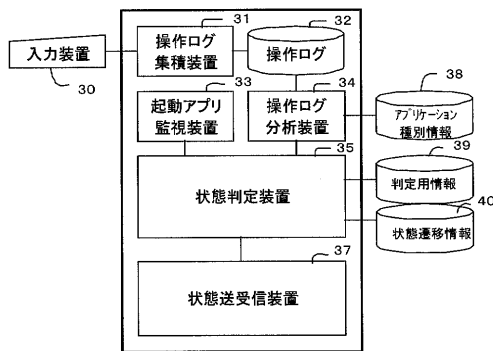 31
32
操作ログ
集積装置
操作ログ
入力装置
30
33
34
38
起動アプリ
監視装置
操作ログ
分析装置
アプリケーション
種別情報
35
39
状態判定装置
判定用情報
40
状態遷移情報
37
状態送受信装置